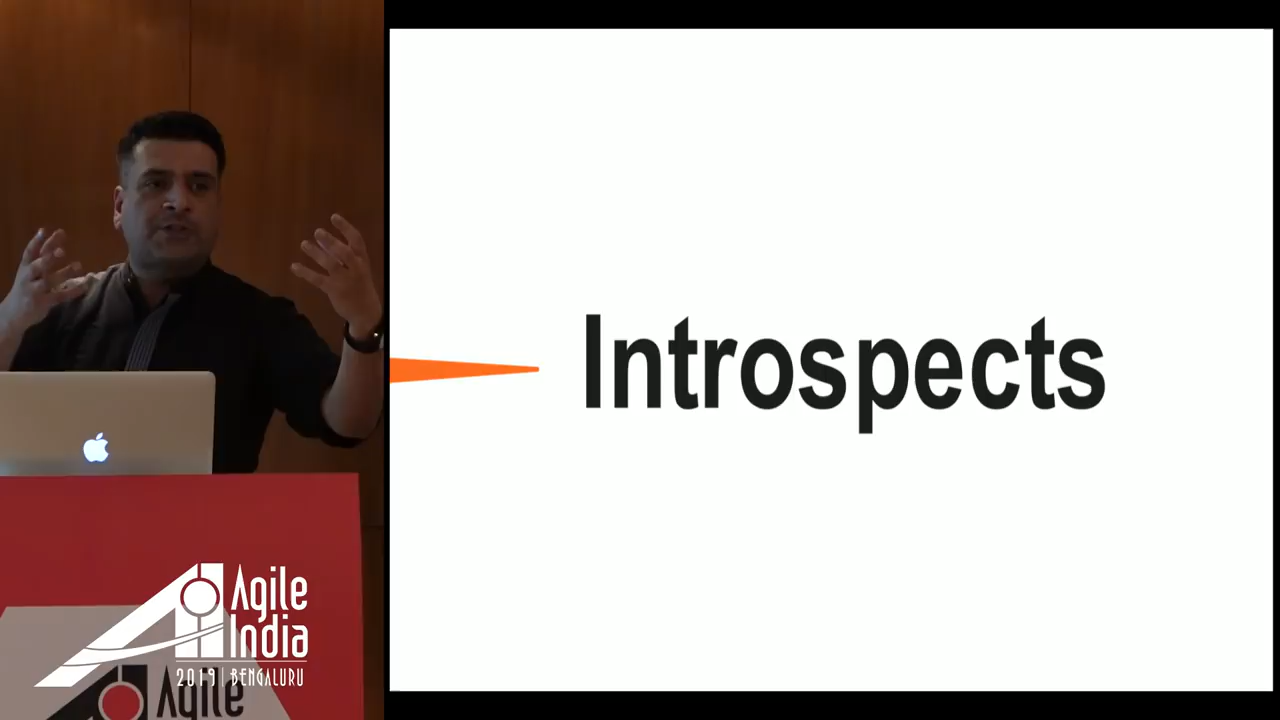 Introspects
Agile
India
2019 | BENGALURU
Agile